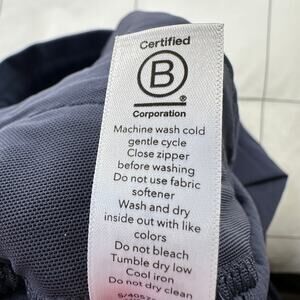 Certified
B
®
Corporation
Machine wash cold
gentle cycle
Close zipper
before washing
Do not use fabric
softener
Wash and dry
inside out with like
colors
Do not bleach
Tumble dry low
Cool iron
Do not dry clean